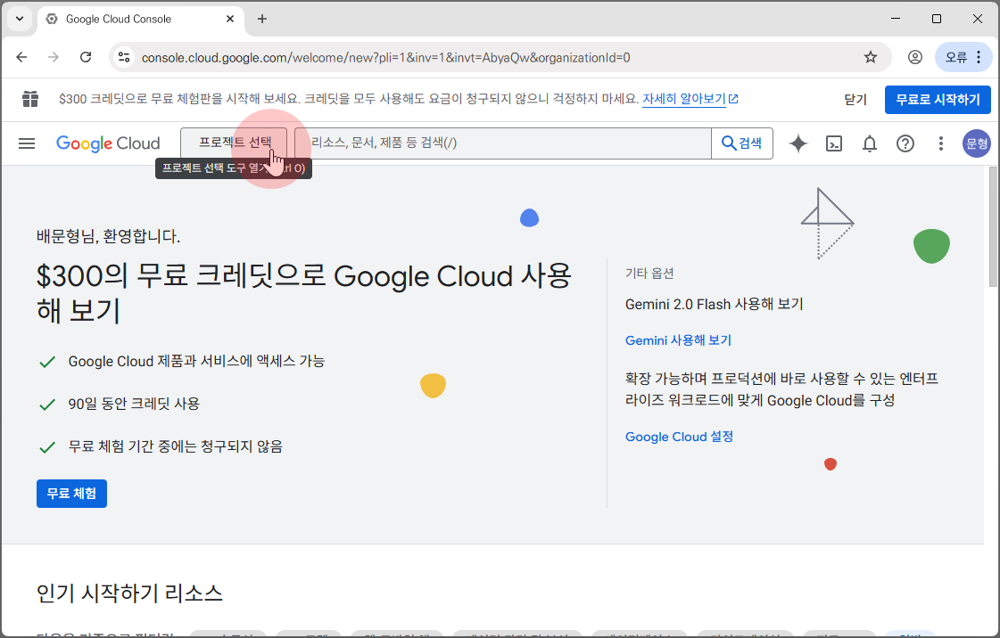 Google Cloud Console
console.cloud.google.com/welcome/new?pli=1&inv=1&invt=AbyaQw&organizationId=0
오류
$300 크레딧으로 무료 체험판을 시작해 보세요. 크레딧을 모두 사용해도 요금이 청구되지 않으니 걱정하지 마세요. 자세히 알아보기
닫기
무료로 시작하기
Google Cloud
프로젝트 선택
리소스, 문서, 제품 등 검색(/)
검색
문형
프로젝트 선택 도구 열기
O)
배문형님, 환영합니다.
$300의 무료 크레딧으로 Google Cloud 사용
해 보기
Google Cloud 제품과 서비스에 액세스 가능
90일 동안 크레딧 사용
무료 체험 기간 중에는 청구되지 않음
무료 체험
기타 옵션
Gemini 2.0 Flash 사용해 보기
Gemini 사용해 보기
확장 가능하며 프로덕션에 바로 사용할 수 있는 엔터프
라이즈 워크로드에 맞게 Google Cloud를 구성
Google Cloud 설정
인기 시작하기 리소스